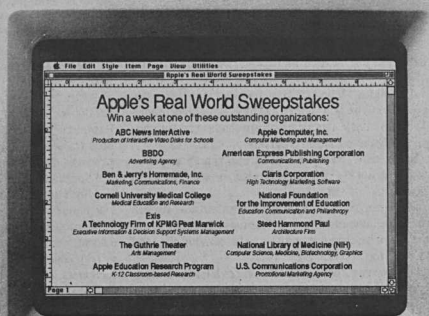 File Edit Style Item Page View Utilities
Apple's Real World Sweepstakes
Apple's Real World Sweepstakes
Win a week at one of these outstanding organizations:
ABC News InterActive
Production of Interactive Video Disks for Schools
BBDO
Advertising Agency
Ben & Jerry's Homemade, Inc.
Marketing, Communications, Finance
Cornell University Medical College
Medical Education and Research
Exis
A Technology Firm of KPMG Peat Marwick
Executive Information & Decision Support Systems Management
The Guthrie Theater
Arts Management
Apple Education Research Program
K-12 Classroom-based Research
Apple Computer, Inc.
Computer Marketing and Management
American Express Publishing Corporation
Communications, Publishing
Claris Corporation
High Technology Marketing, Software
National Foundation
for the Improvement of Education
Education Communication and Philanthropy
Steed Hammond Paul
Architecture Firm
National Library of Medicine (NIH)
Computer Science, Medicine, Biotechnology, Graphics
U.S. Communications Corporation
Promotional Marketing Agency
Page 1